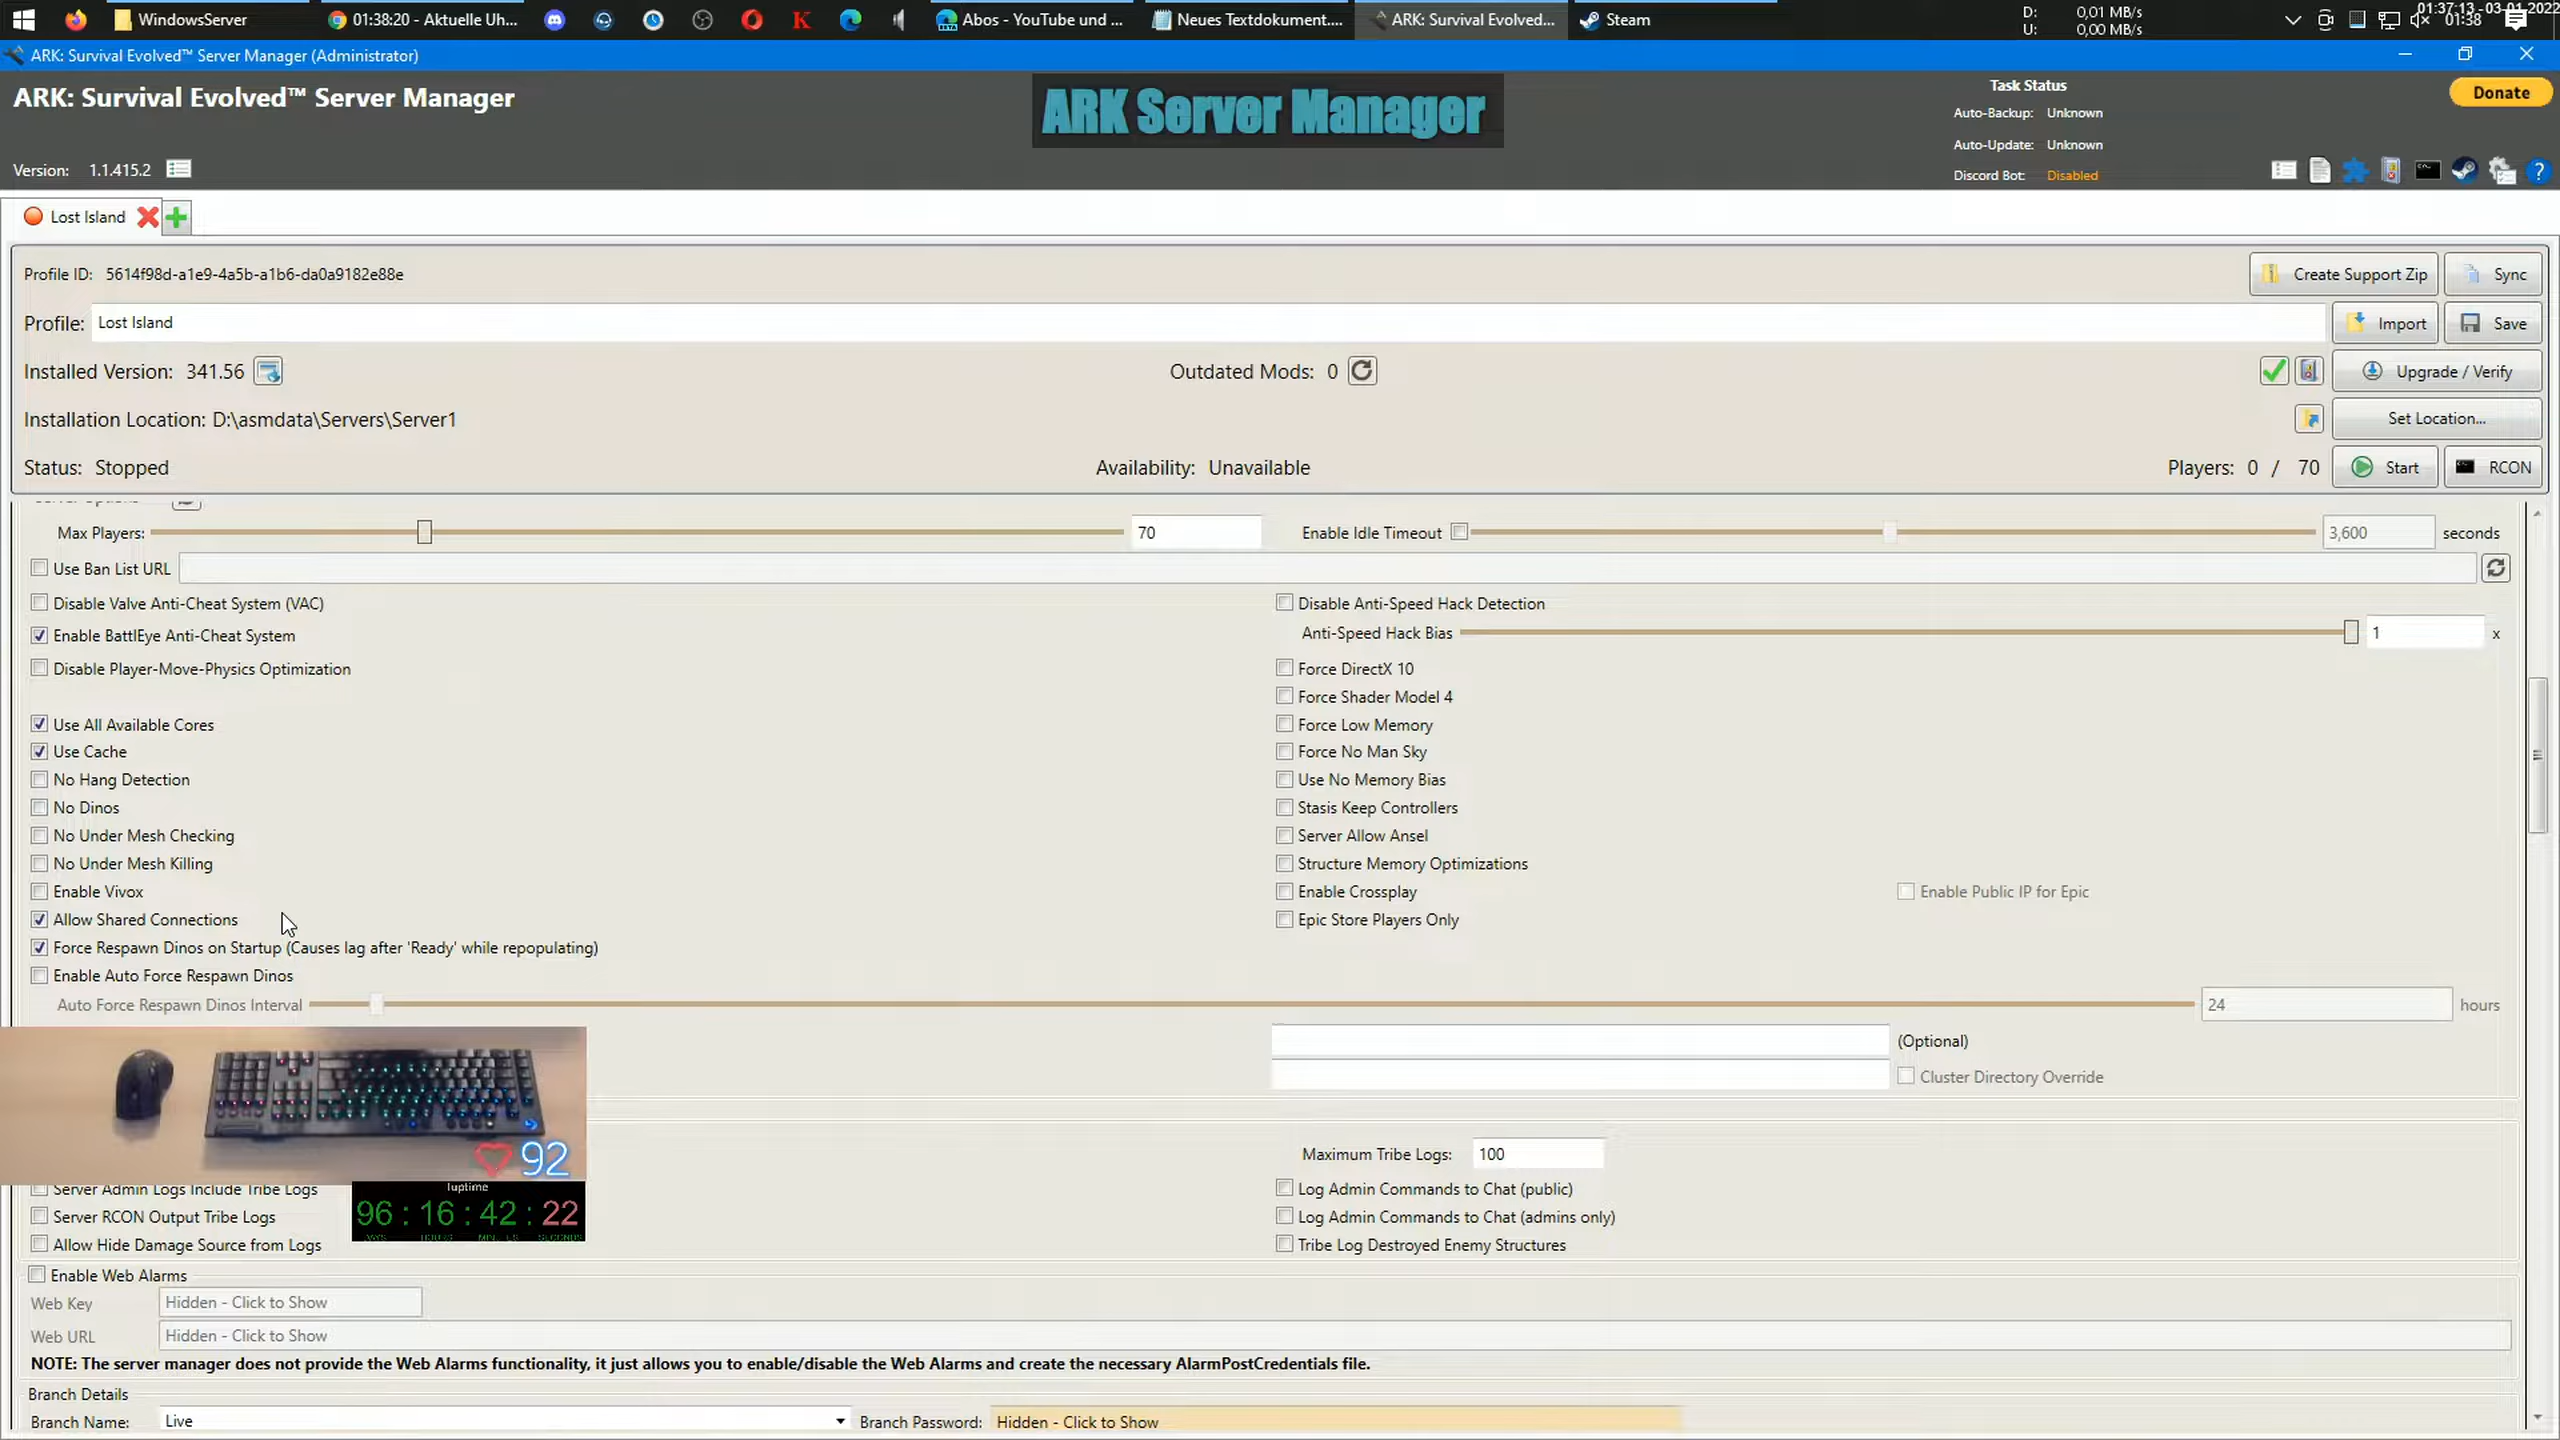 WindowsServer
01:38:20 - Aktuelle Uh...
Abos - YouTube und ...
Neues Textdokument....
ARK: Survival Evolved...
Steam
D: 0,01 MB/s
U: 0,00 MB/s
01:37:13 -03-01-2022
01:38
ARK: Survival Evolved™ Server Manager (Administrator)
ARK: Survival Evolved™ Server Manager
ARK Server Manager
Task Status
Auto-Backup: Unknown
Auto-Update: Unknown
Discord Bot: Disabled
Donate
Version: 1.1.415.2
Lost Island
Profile ID: 5614f98d-a1e9-4a5b-a1b6-da0a9182e88e
Create Support Zip
Sync
Profile: Lost Island
Import
Save
Installed Version: 341.56
Outdated Mods: 0
Upgrade / Verify
Installation Location: D:\asmdata\Servers\Server1
Set Location...
Status: Stopped
Availability: Unavailable
Players: 0 / 70
Start
RCON
Max Players: 70
Enable Idle Timeout 3,600 seconds
Use Ban List URL
Disable Valve Anti-Cheat System (VAC)
Disable Anti-Speed Hack Detection
Enable BattlEye Anti-Cheat System
Anti-Speed Hack Bias 1 x
Disable Player-Move-Physics Optimization
Force DirectX 10
Force Shader Model 4
Use All Available Cores
Force Low Memory
Use Cache
Force No Man Sky
No Hang Detection
Use No Memory Bias
No Dinos
Stasis Keep Controllers
No Under Mesh Checking
Server Allow Ansel
No Under Mesh Killing
Structure Memory Optimizations
Enable Vivox
Enable Crossplay
Enable Public IP for Epic
Allow Shared Connections
Epic Store Players Only
Force Respawn Dinos on Startup (Causes lag after 'Ready' while repopulating)
Enable Auto Force Respawn Dinos
Auto Force Respawn Dinos Interval 24 hours
(Optional)
Cluster Directory Override
92
Maximum Tribe Logs: 100
Server Admin Logs Include Tribe Logs
Log Admin Commands to Chat (public)
Server RCON Output Tribe Logs
Log Admin Commands to Chat (admins only)
Allow Hide Damage Source from Logs
Tribe Log Destroyed Enemy Structures
96 : 16 : 42 : 22
Enable Web Alarms
Web Key Hidden - Click to Show
Web URL Hidden - Click to Show
NOTE: The server manager does not provide the Web Alarms functionality, it just allows you to enable/disable the Web Alarms and create the necessary AlarmPostCredentials file.
Branch Details
Branch Name: Live
Branch Password: Hidden - Click to Show